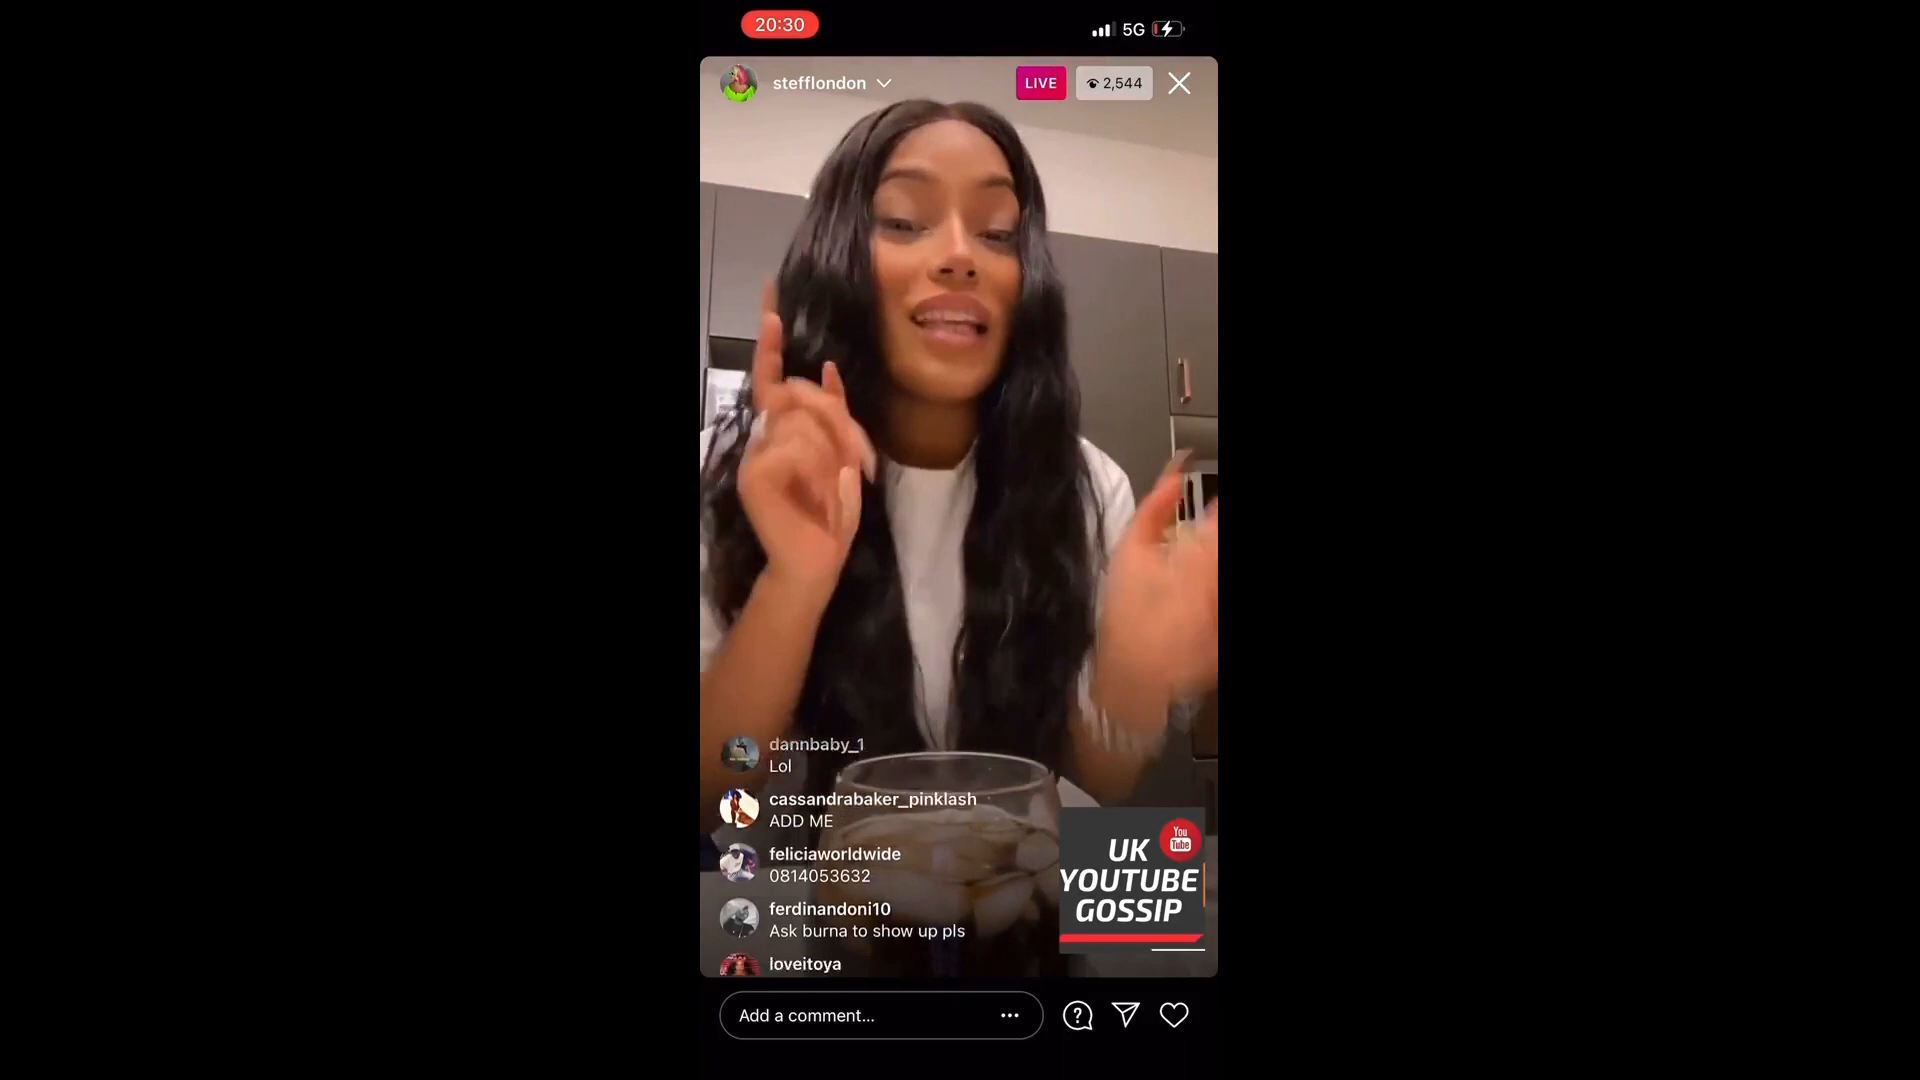 20:30
5G
stefflondon
LIVE
2,544
dannbaby_1
Lol
cassandrabaker_pinklash
ADD ME
feliciaworldwide
0814053632
ferdinandoni10
Ask burna to show up pls
loveitoya
You
Tube
UK
YOUTUBE
GOSSIP
Add a comment...